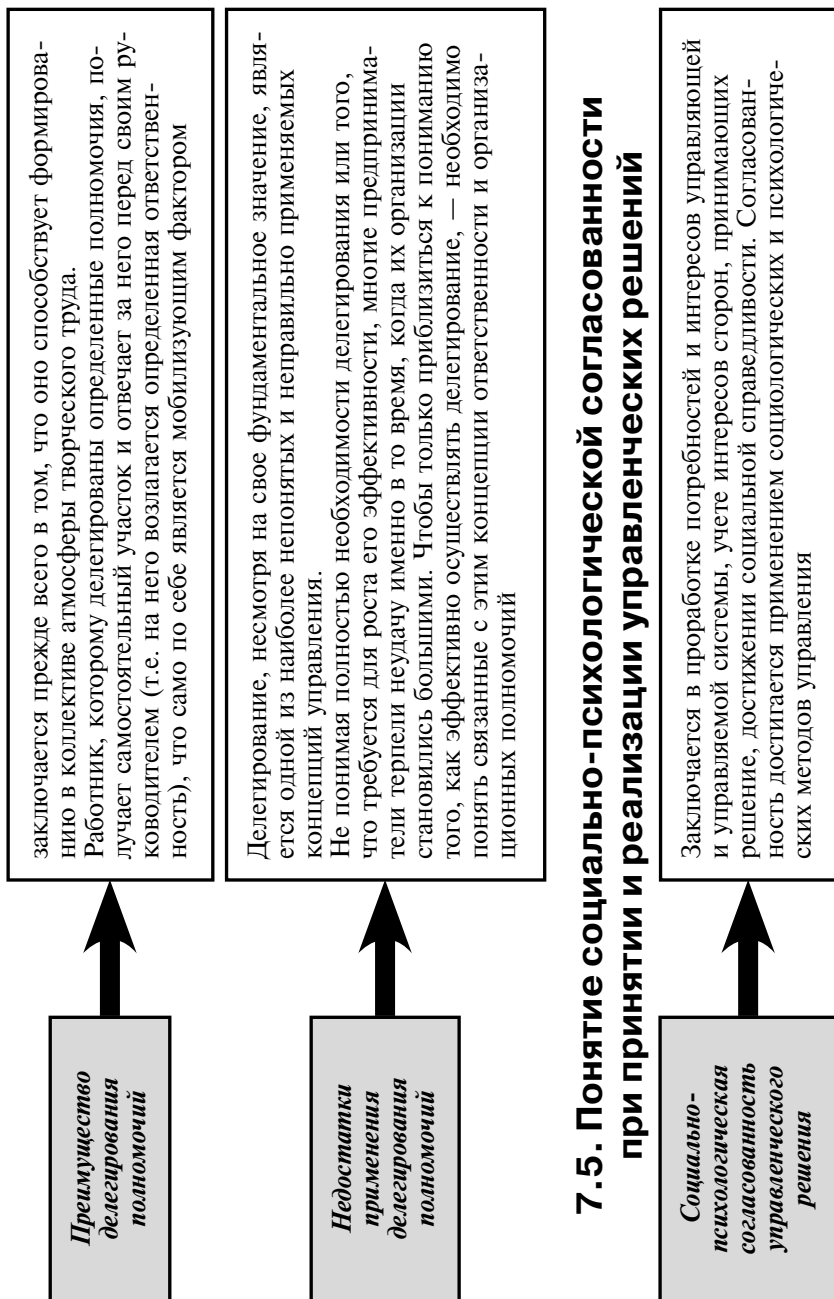 Преимущество
делегирования
полномочий
заключается прежде всего в том, что оно способствует формирова-
нию в коллективе атмосферы творческого труда.
Работник, которому делегированы определенные полномочия, по-
лучает самостоятельный участок и отвечает за него перед своим ру-
ководителем (т.е. на него возлагается определенная ответствен-
ность), что само по себе является мобилизующим фактором
Недостатки
применения
делегирования
полномочий
Делегирование, несмотря на свое фундаментальное значение, явля-
ется одной из наиболее непонятых и неправильно применяемых
концепций управления.
Не понимая полностью необходимости делегирования или того,
что требуется для роста его эффективности, многие предпринима-
тели терпели неудачу именно в то время, когда их организации
становились большими. Чтобы только приблизиться к пониманию
того, как эффективно осуществлять делегирование, — необходимо
понять связанные с этим концепции ответственности и организа-
ционных полномочий
7.5. Понятие социально-психологической согласованности
при принятии и реализации управленческих решений
Социально-
психологическая
согласованность
управленческого
решения
Заключается в проработке потребностей и интересов управляющей
и управляемой системы, учете интересов сторон, принимающих
решение, достижении социальной справедливости. Согласован-
ность достигается применением социологических и психологиче-
ских методов управления